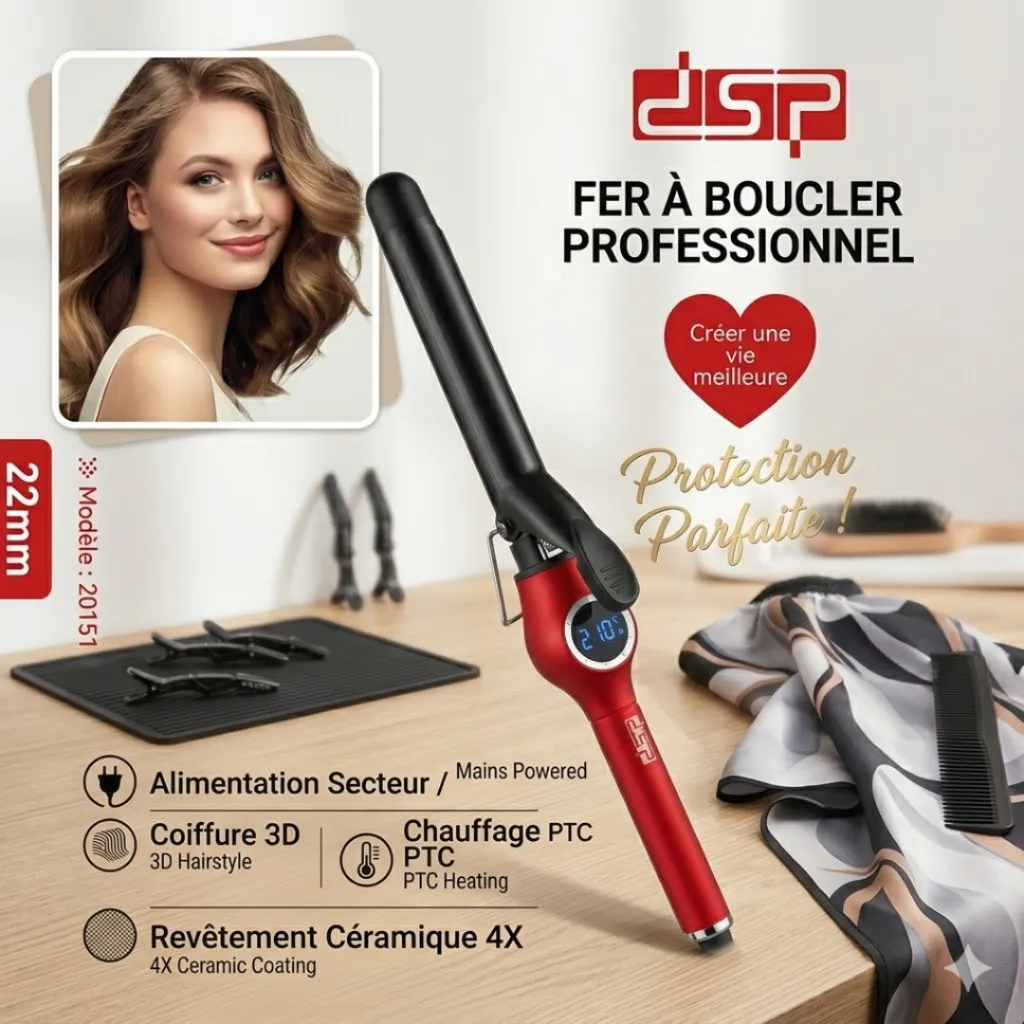 dsp
FER À BOUCLER
PROFESSIONNEL
Créer une
vie
meilleure
Protection
Parfaite !
22mm
Modèle : 20151
210°C
dsp
Alimentation Secteur / Mains Powered
Coiffure 3D
3D Hairstyle
Chauffage PTC
PTC
PTC Heating
Revêtement Céramique 4X
4X Ceramic Coating